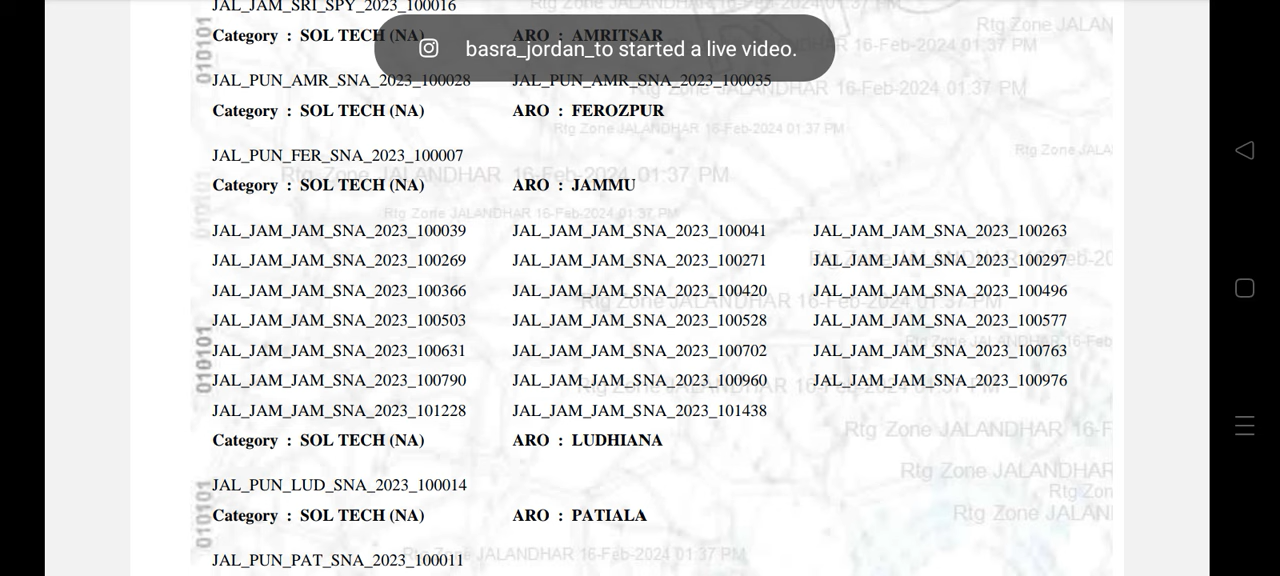 JAL_JAM_SRI_SPY_2023_100016
Category : SOL TECH (NA) ARO : AMRITSAR
basra_jordan_to started a live video.
JAL_PUN_AMR_SNA_2023_100028 JAL_PUN_AMR_SNA_2023_100035
Category : SOL TECH (NA) ARO : FEROZPUR
JAL_PUN_FER_SNA_2023_100007
Category : SOL TECH (NA) ARO : JAMMU
JAL_JAM_JAM_SNA_2023_100039 JAL_JAM_JAM_SNA_2023_100041 JAL_JAM_JAM_SNA_2023_100263
JAL_JAM_JAM_SNA_2023_100269 JAL_JAM_JAM_SNA_2023_100271 JAL_JAM_JAM_SNA_2023_100297
JAL_JAM_JAM_SNA_2023_100366 JAL_JAM_JAM_SNA_2023_100420 JAL_JAM_JAM_SNA_2023_100496
JAL_JAM_JAM_SNA_2023_100503 JAL_JAM_JAM_SNA_2023_100528 JAL_JAM_JAM_SNA_2023_100577
JAL_JAM_JAM_SNA_2023_100631 JAL_JAM_JAM_SNA_2023_100702 JAL_JAM_JAM_SNA_2023_100763
JAL_JAM_JAM_SNA_2023_100790 JAL_JAM_JAM_SNA_2023_100960 JAL_JAM_JAM_SNA_2023_100976
JAL_JAM_JAM_SNA_2023_101228 JAL_JAM_JAM_SNA_2023_101438
Category : SOL TECH (NA) ARO : LUDHIANA
JAL_PUN_LUD_SNA_2023_100014
Category : SOL TECH (NA) ARO : PATIALA
JAL_PUN_PAT_SNA_2023_100011
Rtg Zone JALANDHAR 16-Feb-2024 01:37 PM
010101